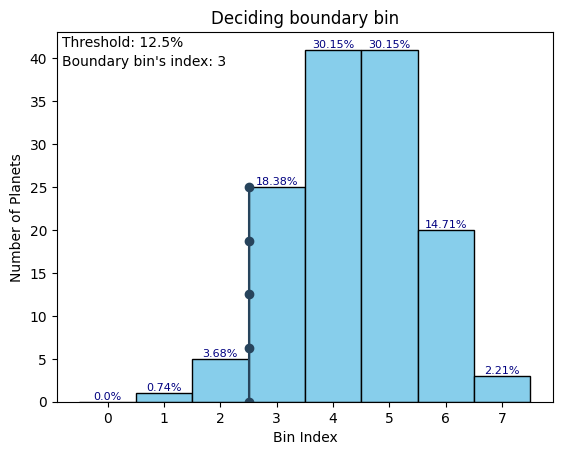 Deciding boundary bin
Threshold: 12.5%
Boundary bin's index: 3
30.15% 30.15%
18.38%
14.71%
3.68%
2.21%
0.74%
0.0%
Number of Planets
40
35
30
25
20
15
10
5
0
0 1 2 3 4 5 6 7
Bin Index